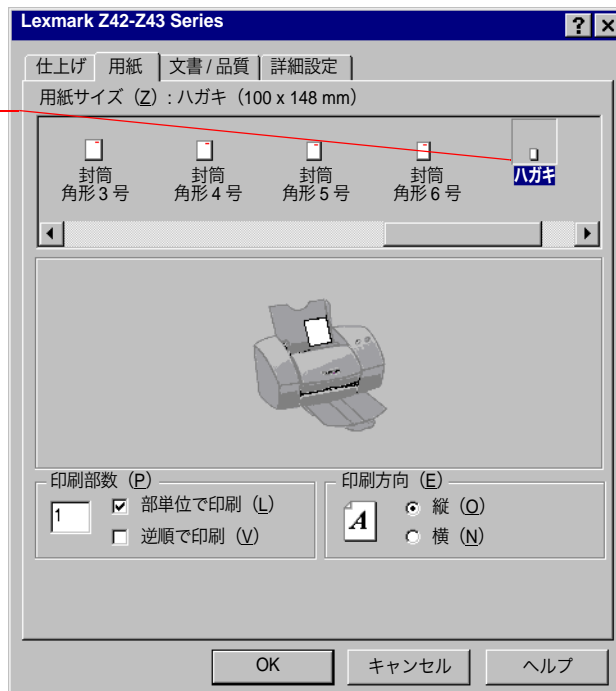 Lexmark Z42-Z43 Series
仕上げ 用紙 文書 / 品質 詳細設定
用紙サイズ (Z) : ハガキ (100 x 148 mm)
封筒 角形 3 号
封筒 角形 4 号
封筒 角形 5 号
封筒 角形 6 号
ハガキ
印刷部数 (P)
1
部単位で印刷 (L)
逆順で印刷 (V)
印刷方向 (E)
A
縦 (O)
横 (N)
OK キャンセル ヘルプ